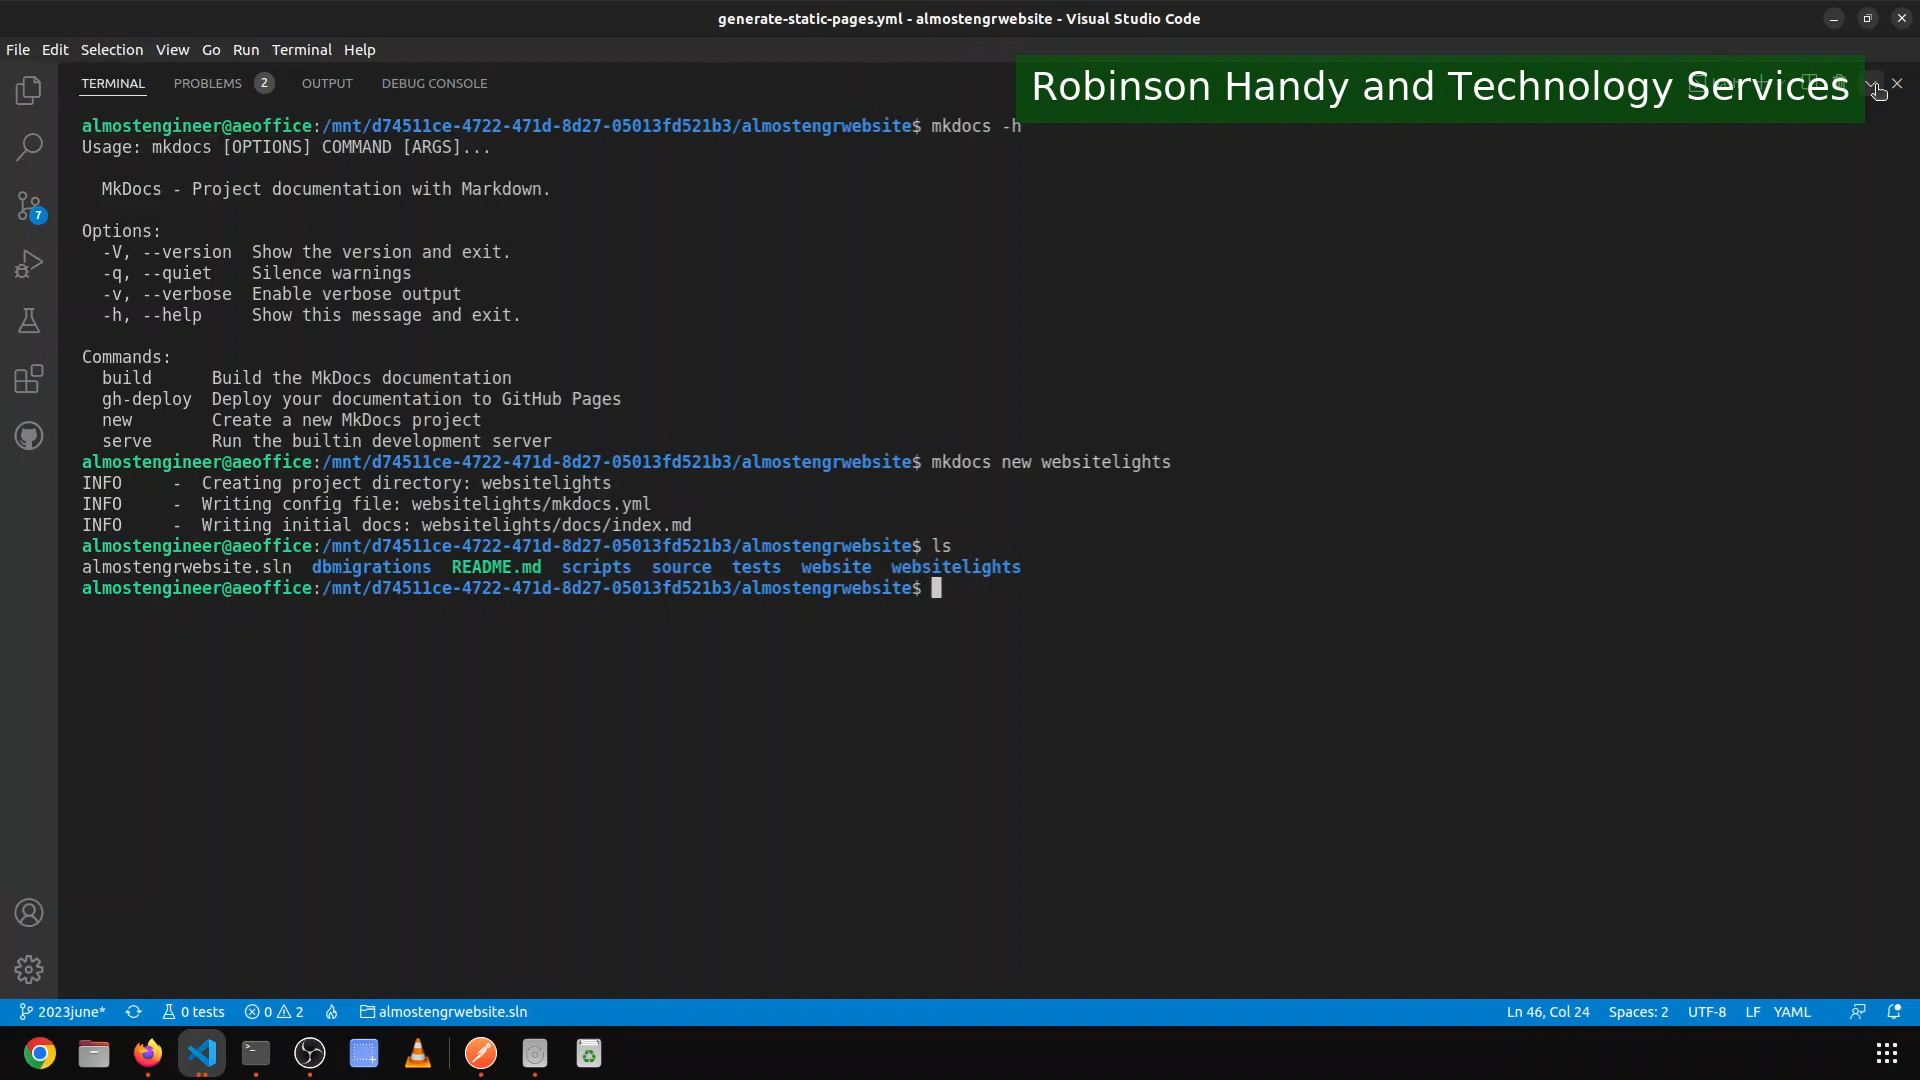 generate-static-pages.yml - almostengrwebsite - Visual Studio Code
File Edit Selection View Go Run Terminal Help
TERMINAL PROBLEMS 2 OUTPUT DEBUG CONSOLE
Robinson Handy and Technology Services
almostengineer@aeoffice:/mnt/d74511ce-4722-471d-8d27-05013fd521b3/almostengrwebsite$ mkdocs -h
Usage: mkdocs [OPTIONS] COMMAND [ARGS]...
MkDocs - Project documentation with Markdown.
Options:
-V, --version Show the version and exit.
-q, --quiet Silence warnings
-v, --verbose Enable verbose output
-h, --help Show this message and exit.
Commands:
build Build the MkDocs documentation
gh-deploy Deploy your documentation to GitHub Pages
new Create a new MkDocs project
serve Run the builtin development server
almostengineer@aeoffice:/mnt/d74511ce-4722-471d-8d27-05013fd521b3/almostengrwebsite$ mkdocs new websitelights
INFO - Creating project directory: websitelights
INFO - Writing config file: websitelights/mkdocs.yml
INFO - Writing initial docs: websitelights/docs/index.md
almostengineer@aeoffice:/mnt/d74511ce-4722-471d-8d27-05013fd521b3/almostengrwebsite$ ls
almostengrwebsite.sln dbmigrations README.md scripts source tests website websitelights
almostengineer@aeoffice:/mnt/d74511ce-4722-471d-8d27-05013fd521b3/almostengrwebsite$
7
2023june* 0 tests 0 2 almostengrwebsite.sln Ln 46, Col 24 Spaces: 2 UTF-8 LF YAML